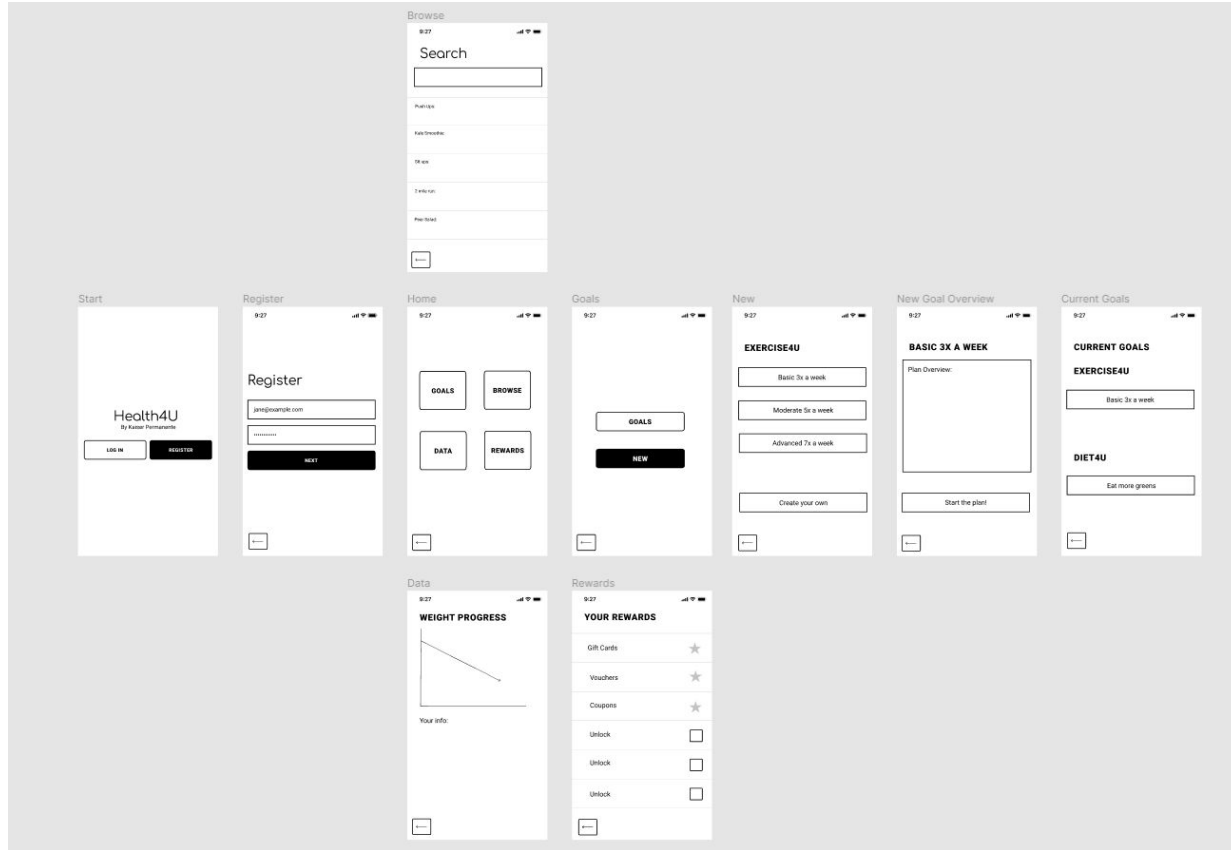 Browse
9:27
Search
Push Ups
Kale Smoothie
Sit ups
2 mile run
Start
Health4U
By Kaiser Permanente
LOG IN
REGISTER
Register
9:27
Register
jane@example.com
NEXT
Home
9:27
GOALS
BROWSE
DATA
REWARDS
Goals
9:27
GOALS
NEW
New
9:27
EXERCISE4U
Basic 3x a week
Moderate 5x a week
Advanced 7x a week
Create your own
New Goal Overview
9:27
BASIC 3X A WEEK
Plan Overview:
Start the plan!
Current Goals
9:27
CURRENT GOALS
EXERCISE4U
Basic 3x a week
DIET4U
Eat more greens
Data
9:27
WEIGHT PROGRESS
Your info:
Rewards
9:27
YOUR REWARDS
Gift Cards
Vouchers
Coupons
Unlock
Unlock
Unlock